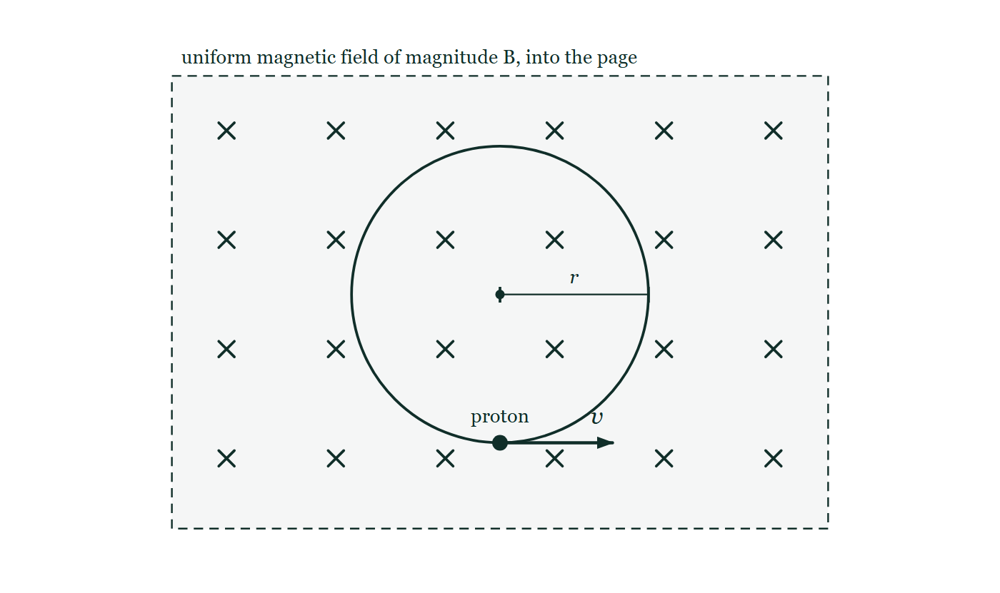 uniform magnetic field of magnitude B, into the page
r
proton
v